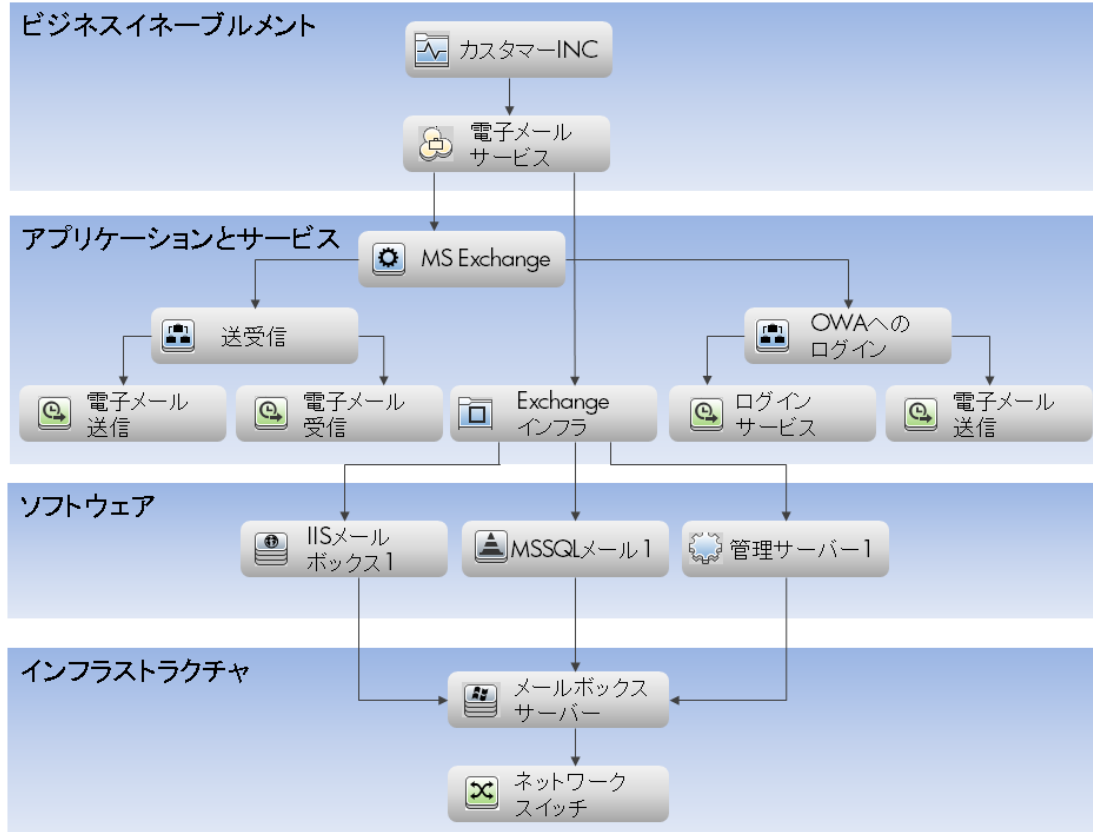 ビジネスイネーブルメント
カスタマーINC
電子メール
サービス
アプリケーションとサービス
MS Exchange
送受信
OWAへの
ログイン
電子メール
送信
電子メール
受信
Exchange
インフラ
ログイン
サービス
電子メール
送信
ソフトウェア
IISメール
ボックス1
MSSQLメール1
管理サーバー1
インフラストラクチャ
メールボックス
サーバー
ネットワーク
スイッチ